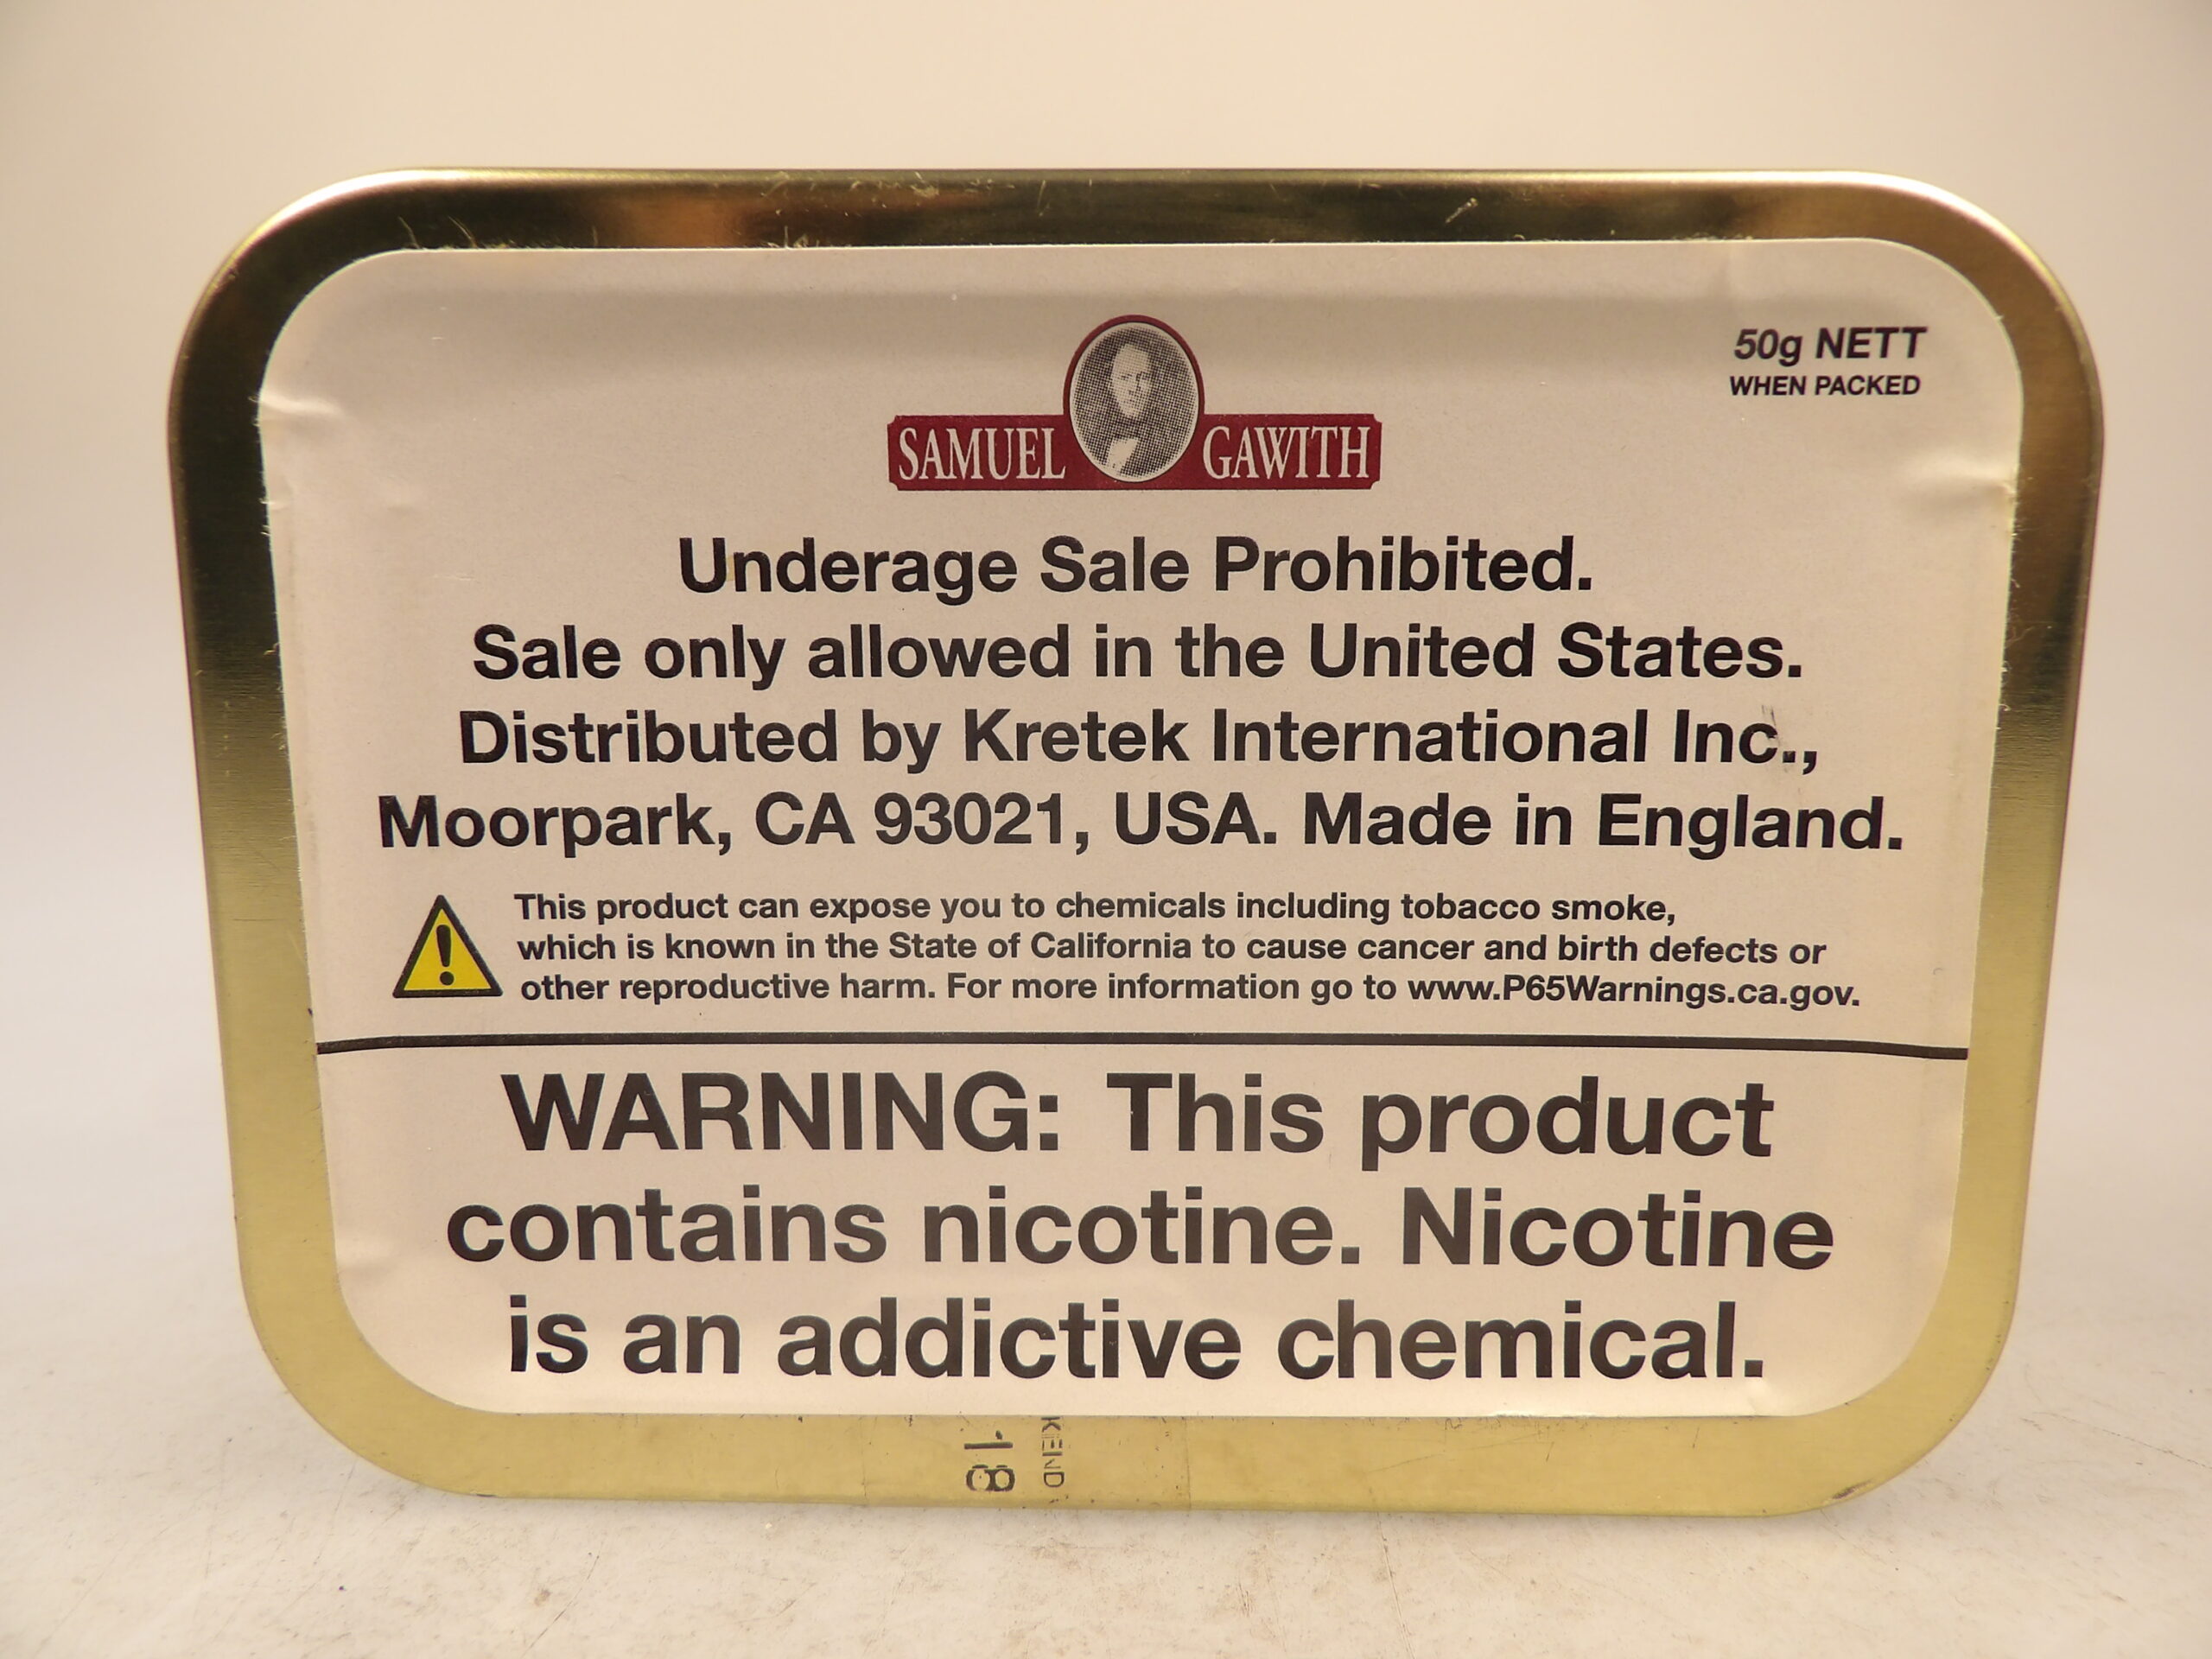 50g NETT
WHEN PACKED
SAMUEL GAWITH
Underage Sale Prohibited.
Sale only allowed in the United States.
Distributed by Kretek International Inc.,
Moorpark, CA 93021, USA. Made in England.
This product can expose you to chemicals including tobacco smoke,
which is known in the State of California to cause cancer and birth defects or
other reproductive harm. For more information go to www.P65Warnings.ca.gov.
WARNING: This product
contains nicotine. Nicotine
is an addictive chemical.
18